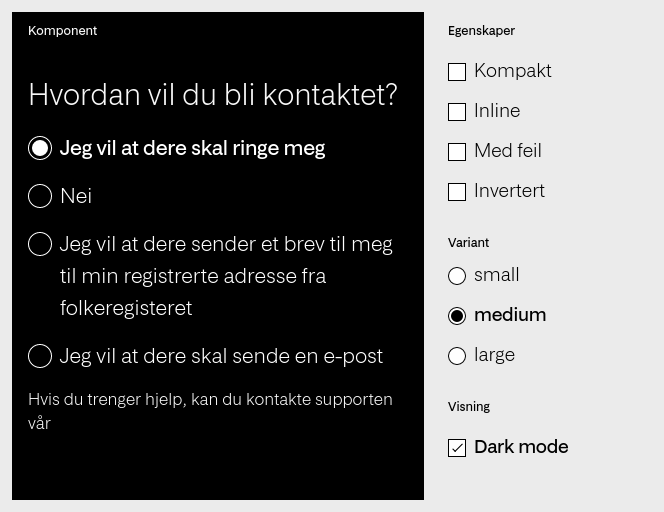 Komponent
Hvordan vil du bli kontaktet?
Jeg vil at dere skal ringe meg
Nei
Jeg vil at dere sender et brev til meg
til min registrerte adresse fra
folkeregisteret
Jeg vil at dere skal sende en e-post
Hvis du trenger hjelp, kan du kontakte supporten
vår
Egenskaper
Kompakt
Inline
Med feil
Invertert
Variant
small
medium
large
Visning
Dark mode